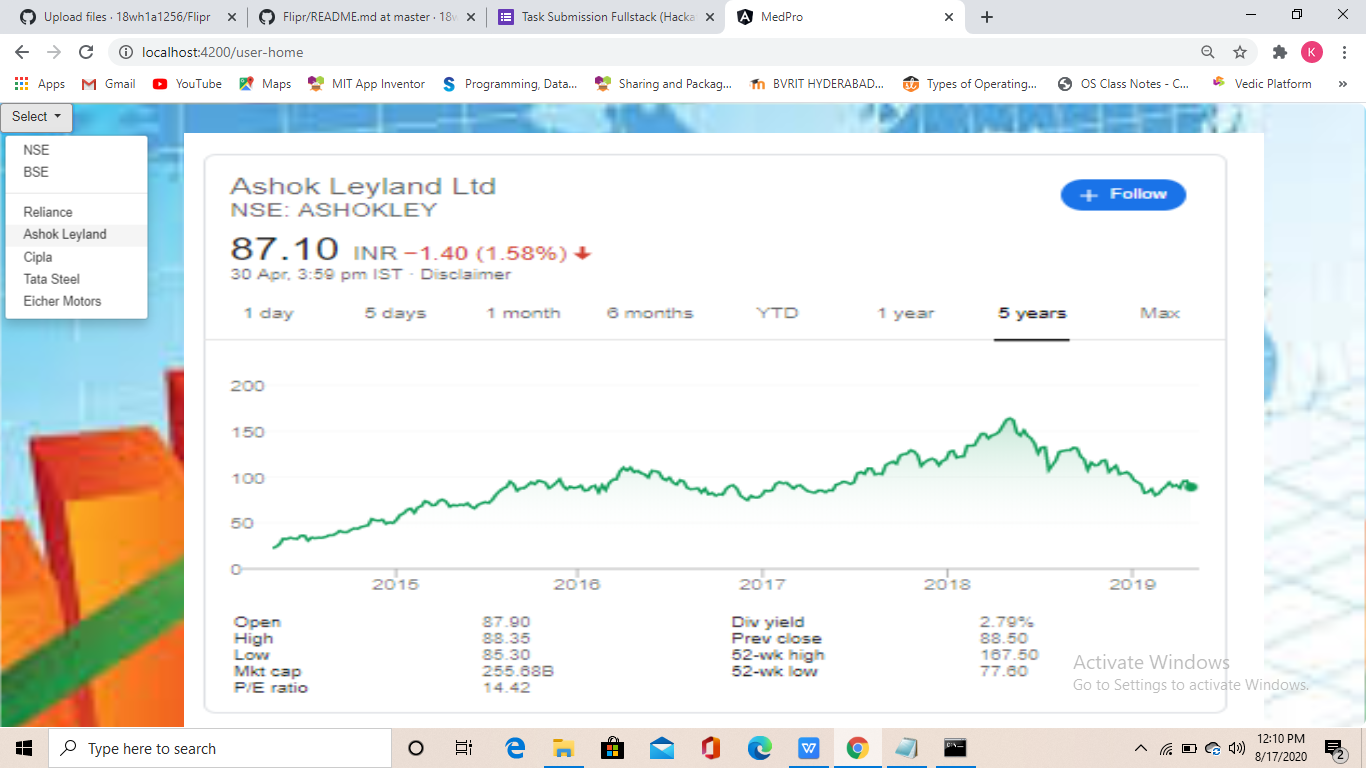 Upload files · 18wh1a1256/Flipr
Flipr/README.md at master · 18w
Task Submission Fullstack (Hacka
MedPro
localhost:4200/user-home
K
Apps Gmail YouTube Maps MIT App Inventor Programming, Data... Sharing and Packag... BVRIT HYDERABAD... Types of Operating... OS Class Notes - C... Vedic Platform »
Select
NSE
BSE
Reliance
Ashok Leyland
Cipla
Tata Steel
Eicher Motors
Ashok Leyland Ltd
NSE: ASHOKLEY
+ Follow
87.10 INR −1.40 (1.58%)
30 Apr, 3:59 pm IST · Disclaimer
1 day 5 days 1 month 6 months YTD 1 year 5 years Max
200
150
100
50
0
2015 2016 2017 2018 2019
Open 87.90 Div yield 2.79%
High 88.35 Prev close 88.50
Low 85.30 52-wk high 167.50
Mkt cap 255.68B 52-wk low 77.60
P/E ratio 14.42
Activate Windows
Go to Settings to activate Windows.
Type here to search
12:10 PM
8/17/2020
2